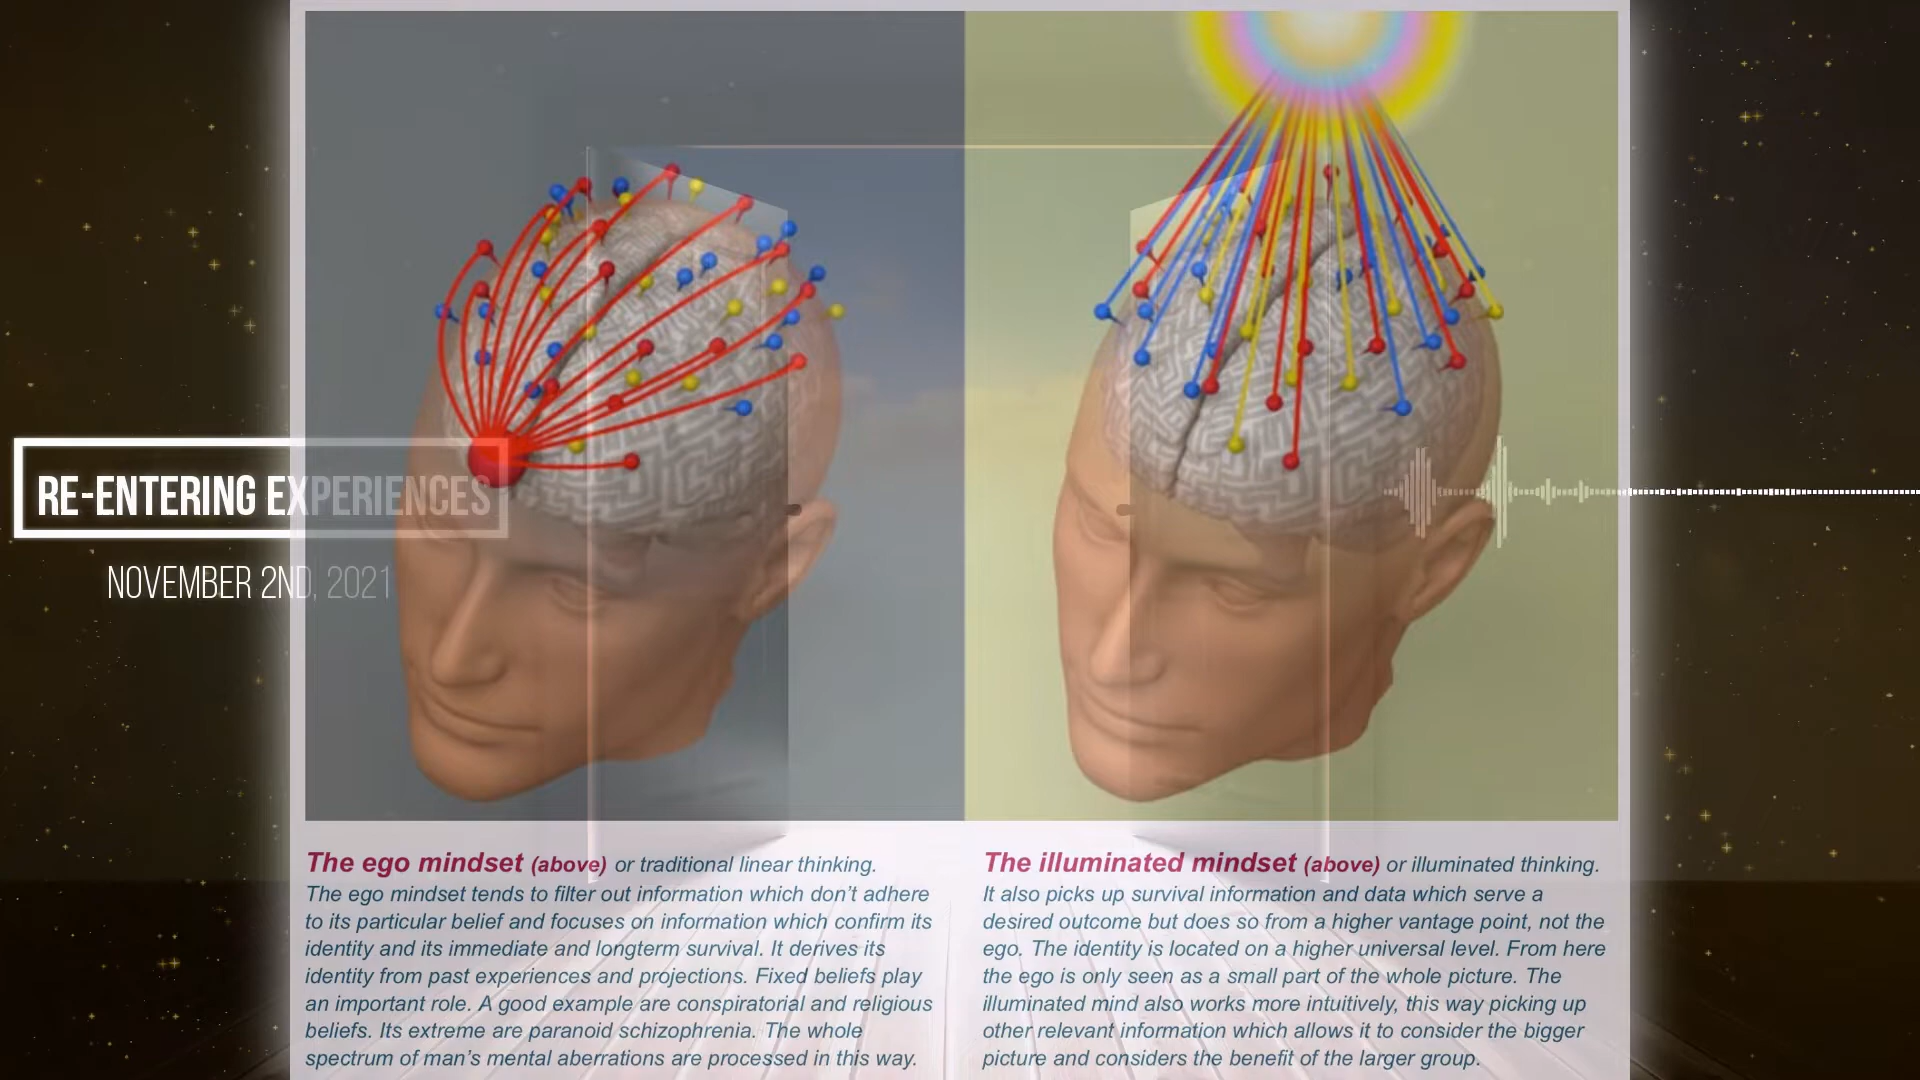 RE-ENTERING EXPERIENCES
NOVEMBER 2ND, 2021
The ego mindset (above) or traditional linear thinking.
The ego mindset tends to filter out information which don't adhere
to its particular belief and focuses on information which confirm its
identity and its immediate and longterm survival. It derives its
identity from past experiences and projections. Fixed beliefs play
an important role. A good example are conspiratorial and religious
beliefs. Its extreme are paranoid schizophrenia. The whole
spectrum of man's mental aberrations are processed in this way.
The illuminated mindset (above) or illuminated thinking.
It also picks up survival information and data which serve a
desired outcome but does so from a higher vantage point, not the
ego. The identity is located on a higher universal level. From here
the ego is only seen as a small part of the whole picture. The
illuminated mind also works more intuitively, this way picking up
other relevant information which allows it to consider the bigger
picture and considers the benefit of the larger group.